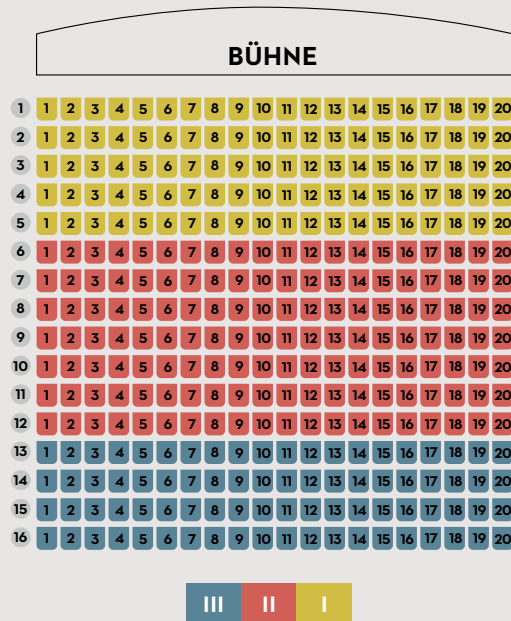 BÜHNE
1 1 2 3 4 5 6 7 8 9 10 11 12 13 14 15 16 17 18 19 20
2 1 2 3 4 5 6 7 8 9 10 11 12 13 14 15 16 17 18 19 20
3 1 2 3 4 5 6 7 8 9 10 11 12 13 14 15 16 17 18 19 20
4 1 2 3 4 5 6 7 8 9 10 11 12 13 14 15 16 17 18 19 20
5 1 2 3 4 5 6 7 8 9 10 11 12 13 14 15 16 17 18 19 20
6 1 2 3 4 5 6 7 8 9 10 11 12 13 14 15 16 17 18 19 20
7 1 2 3 4 5 6 7 8 9 10 11 12 13 14 15 16 17 18 19 20
8 1 2 3 4 5 6 7 8 9 10 11 12 13 14 15 16 17 18 19 20
9 1 2 3 4 5 6 7 8 9 10 11 12 13 14 15 16 17 18 19 20
10 1 2 3 4 5 6 7 8 9 10 11 12 13 14 15 16 17 18 19 20
11 1 2 3 4 5 6 7 8 9 10 11 12 13 14 15 16 17 18 19 20
12 1 2 3 4 5 6 7 8 9 10 11 12 13 14 15 16 17 18 19 20
13 1 2 3 4 5 6 7 8 9 10 11 12 13 14 15 16 17 18 19 20
14 1 2 3 4 5 6 7 8 9 10 11 12 13 14 15 16 17 18 19 20
15 1 2 3 4 5 6 7 8 9 10 11 12 13 14 15 16 17 18 19 20
16 1 2 3 4 5 6 7 8 9 10 11 12 13 14 15 16 17 18 19 20
III II I